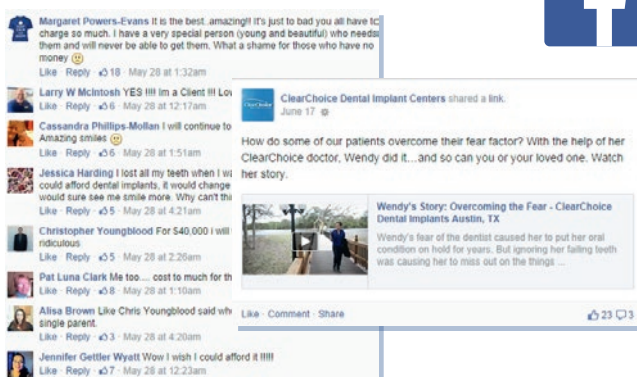 Margaret Powers-Evans It is the best..amazing!! It's just to bad you all have to
charge so much. I have a very special person (young and beautiful) who needs
them and will never be able to get them. What a shame for those who have no
money
Like · Reply · 18 · May 28 at 1:32am
Larry W McIntosh YES !!!! Im a Client !!! Lo
Like · Reply · 6 · May 28 at 12:17am
Cassandra Phillips-Mollan I will continue to
Amazing smiles
Like · Reply · 6 · May 28 at 1:51am
Jessica Harding I lost all my teeth when I wa
could afford dental implants, it would change
would sure see me smile more. Why can't thi
Like · Reply · 5 · May 28 at 4:21am
Christopher Youngblood For $40,000 i will
ridiculous
Like · Reply · 5 · May 28 at 2:26am
Pat Luna Clark Me too.... cost to much for th
Like · Reply · 8 · May 28 at 1:10am
Alisa Brown Like Chris Youngblood said wh
single parent.
Like · Reply · 3 · May 28 at 4:20am
Jennifer Gettler Wyatt Wow I wish I could afford it !!!!!
Like · Reply · 7 · May 28 at 12:23am
ClearChoice
ClearChoice Dental Implant Centers shared a link.
June 17
How do some of our patients overcome their fear factor? With the help of her
ClearChoice doctor, Wendy did it...and so can you or your loved one. Watch
her story.
Wendy's Story: Overcoming the Fear - ClearChoice
Dental Implants Austin, TX
Wendy's fear of the dentist caused her to put her oral
condition on hold for years. But ignoring her failing teeth
was causing her to miss out on the things ...
Like · Comment · Share
23 3